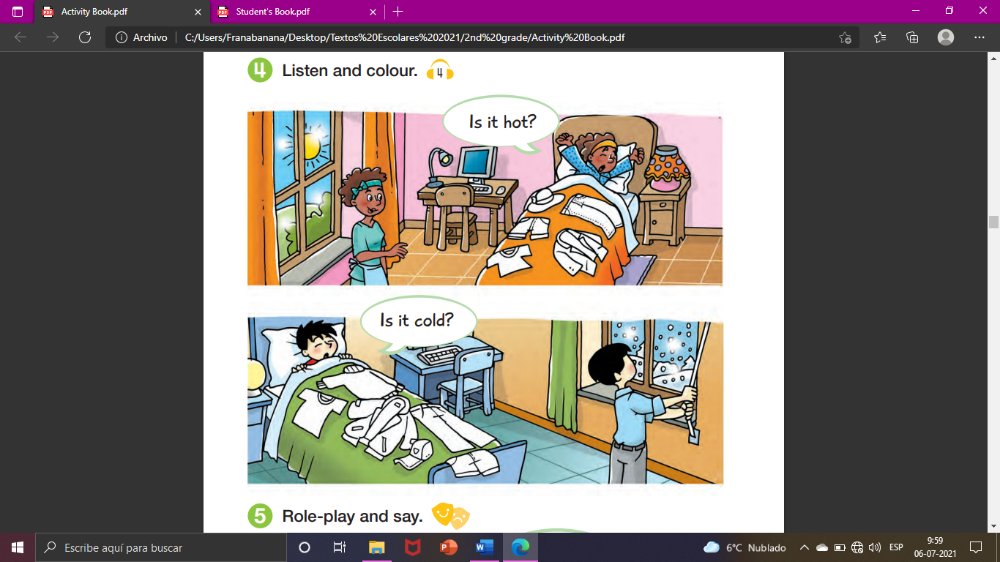 Activity Book.pdf
Student's Book.pdf
Archivo
C:/Users/Franabanana/Desktop/Textos%20Escolares%202021/2nd%20grade/Activity%20Book.pdf
4 Listen and colour. 4
Is it hot?
Is it cold?
5 Role-play and say.
Escribe aquí para buscar
6°C Nublado
ESP
9:59
06-07-2021